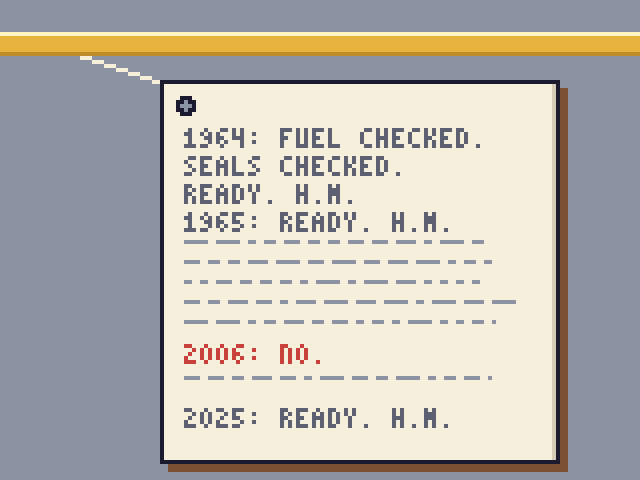 1964: FUEL CHECKED.
SEALS CHECKED.
READY. H.M.
1965: READY. H.M.
2006: NO.
2025: READY. H.M.